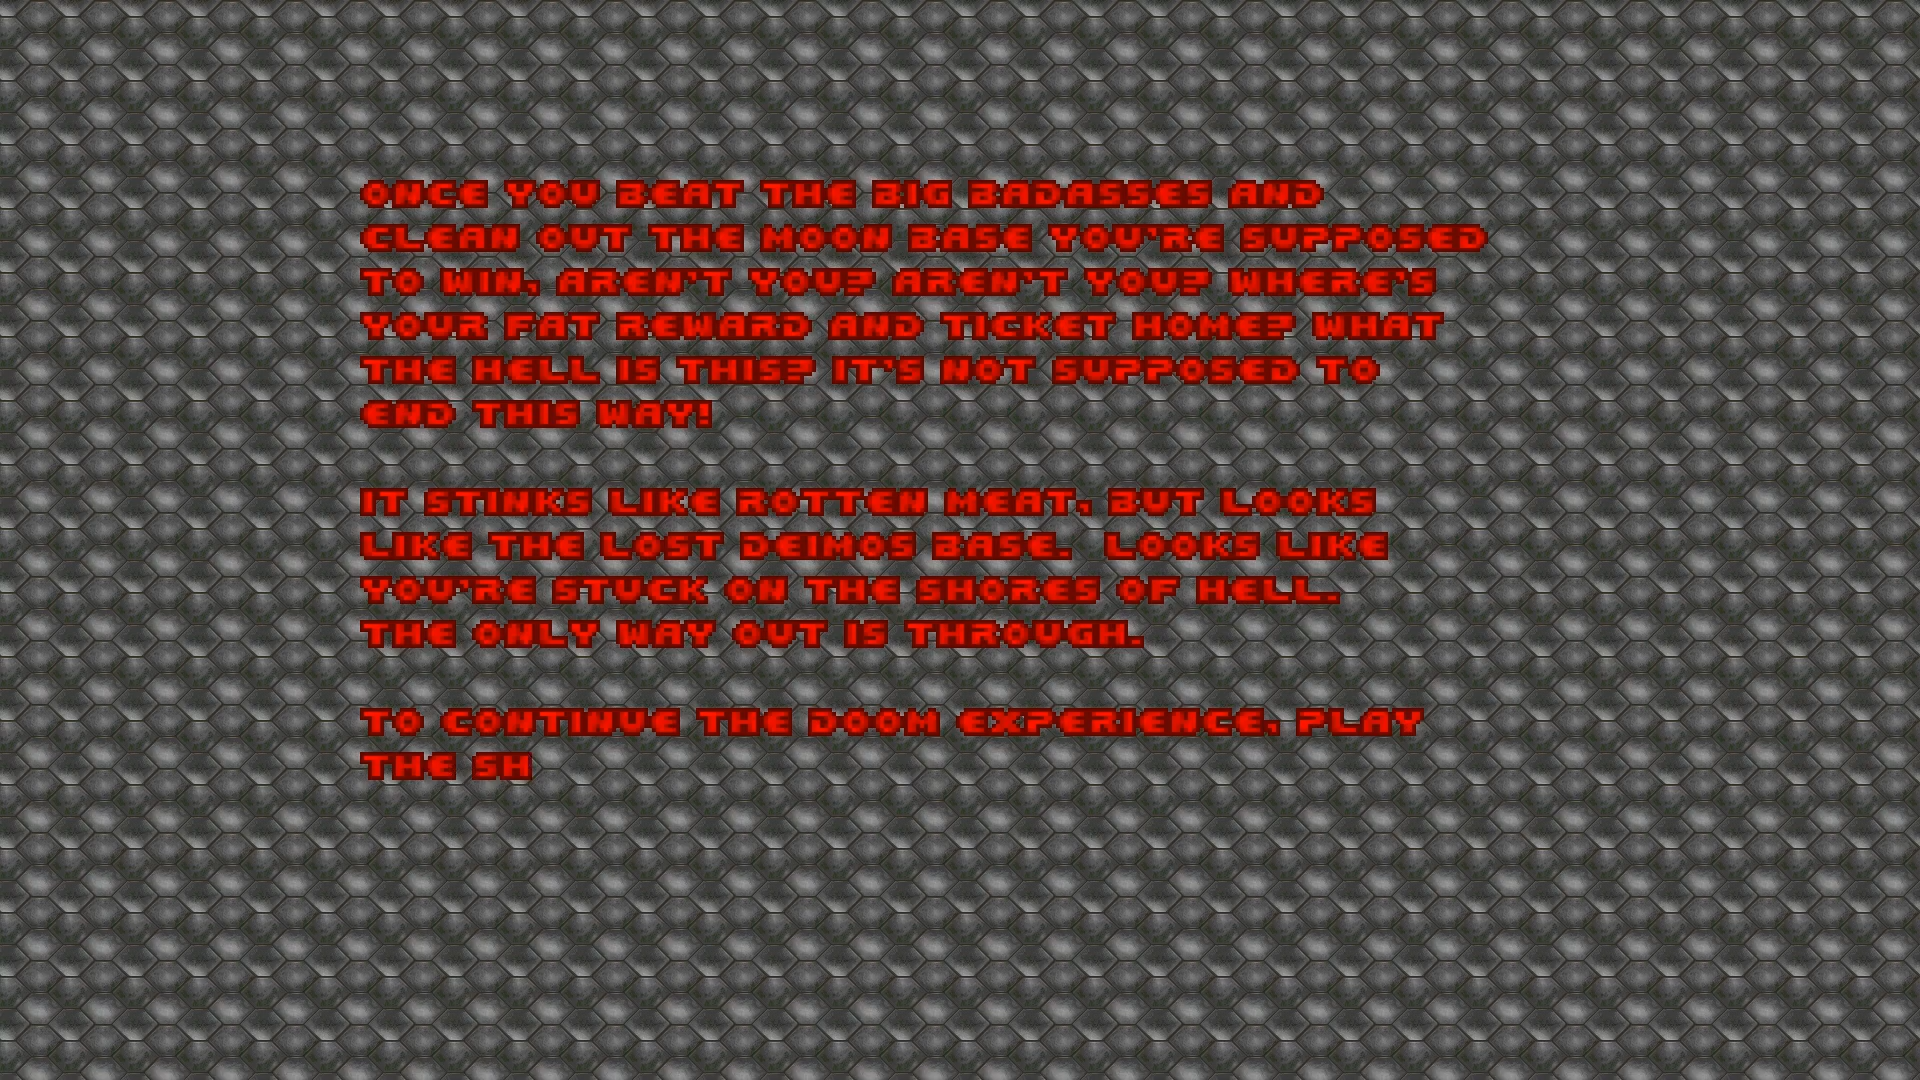 ONCE YOU BEAT THE BIG BADASSES AND
CLEAN OUT THE MOON BASE YOU'RE SUPPOSED
TO WIN, AREN'T YOU? AREN'T YOU? WHERE'S
YOUR FAT REWARD AND TICKET HOME? WHAT
THE HELL IS THIS? IT'S NOT SUPPOSED TO
END THIS WAY!
IT STINKS LIKE ROTTEN MEAT, BUT LOOKS
LIKE THE LOST DEIMOS BASE.  LOOKS LIKE
YOU'RE STUCK ON THE SHORES OF HELL.
THE ONLY WAY OUT IS THROUGH.
TO CONTINUE THE DOOM EXPERIENCE, PLAY
THE SH